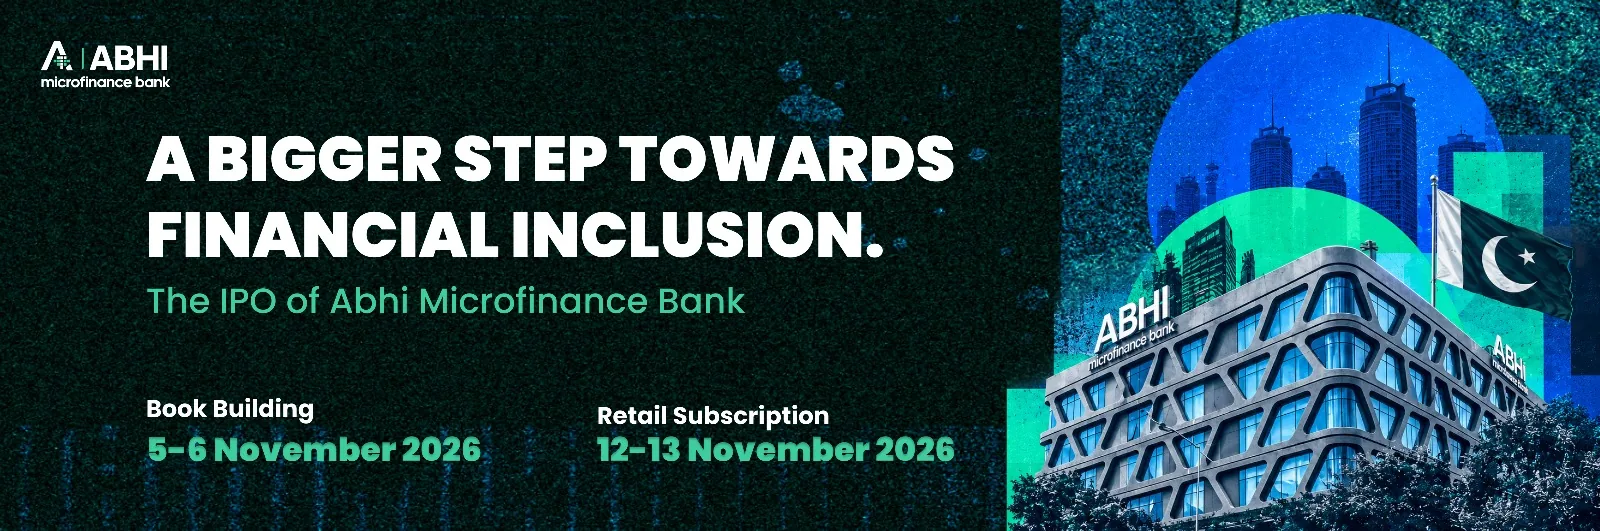 ABHI
microfinance bank
A BIGGER STEP TOWARDS
FINANCIAL INCLUSION.
The IPO of Abhi Microfinance Bank
Book Building
5-6 November 2026
Retail Subscription
12-13 November 2026
ABHI
microfinance bank
ABHI
microfinance bank